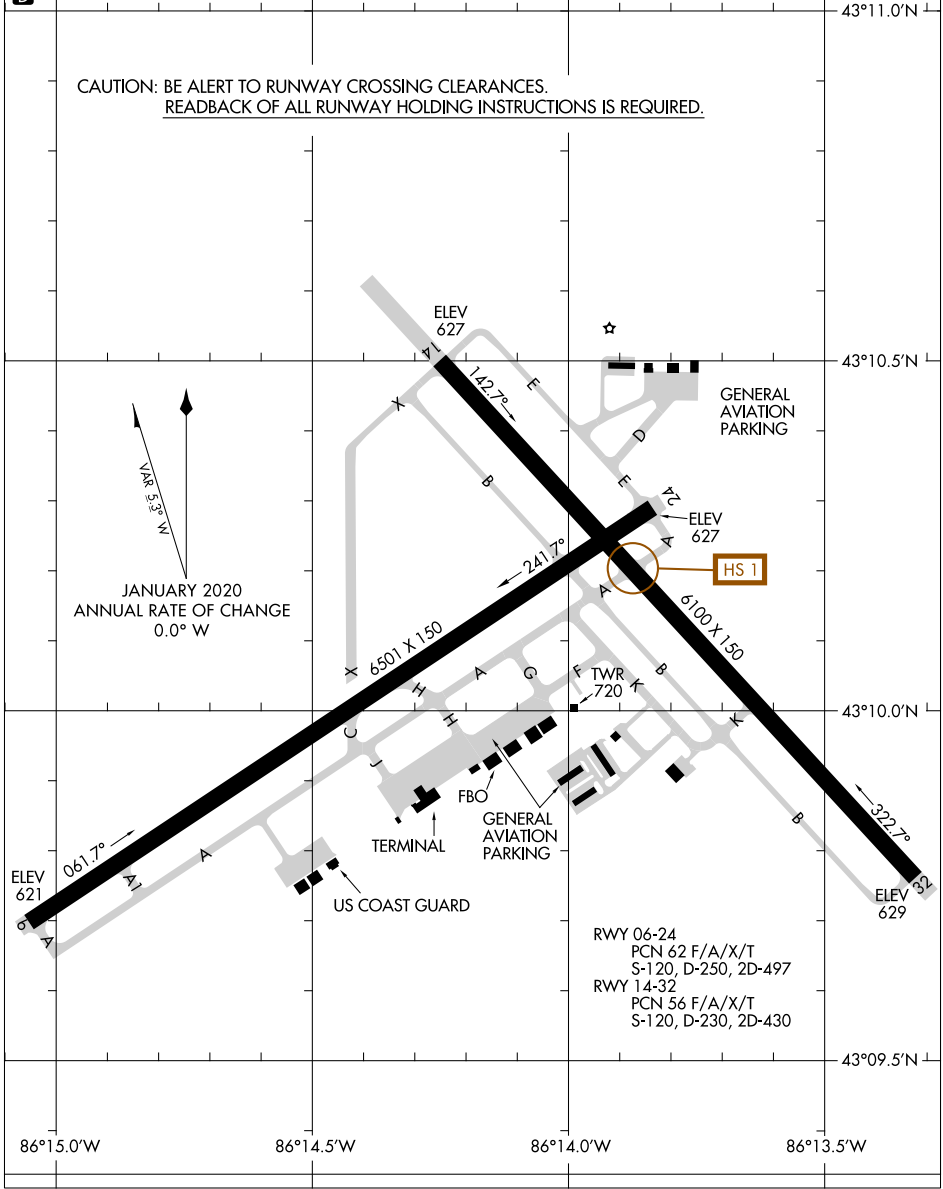 D
43°11.0'N
CAUTION: BE ALERT TO RUNWAY CROSSING CLEARANCES.
READBACK OF ALL RUNWAY HOLDING INSTRUCTIONS IS REQUIRED.
ELEV
627
14
43°10.5'N
142.7°
E
GENERAL
AVIATION
PARKING
X
D
VAR 5.3° W
B
E
24
ELEV
627
A
241.7°
HS 1
JANUARY 2020
ANNUAL RATE OF CHANGE
0.0° W
A
6100 X 150
6501 X 150
X
H
A
G
F
K
B
TWR
720
H
43°10.0'N
C
K
J
FBO
GENERAL
AVIATION
PARKING
TERMINAL
B
322.7°
061.7°
A
A1
ELEV
621
US COAST GUARD
32
ELEV
629
6
A
RWY 06-24
PCN 62 F/A/X/T
S-120, D-250, 2D-497
RWY 14-32
PCN 56 F/A/X/T
S-120, D-230, 2D-430
43°09.5'N
86°15.0'W
86°14.5'W
86°14.0'W
86°13.5'W